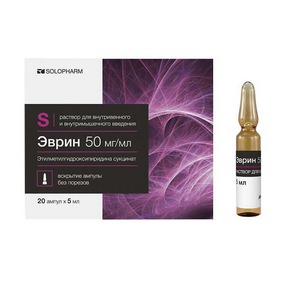 SOLOPHARM
S
раствор для внутривенного
и внутримышечного введения
Эврин 50 мг/мл
Этилметилгидроксипиридина сукцинат
вскрытие ампулы
без порезов
20 ампул x 5 мл
Эврин 50
5 мл